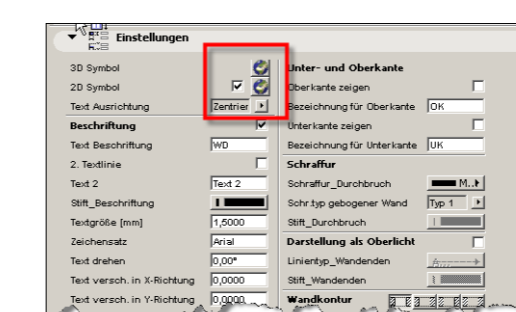 Einstellungen
3D Symbol
2D Symbol
Text Ausrichtung Zentrier
Beschriftung
Text Beschriftung WD
2. Textlinie
Text 2 Text 2
Stift_Beschriftung 1
Textgröße [mm] 1,5000
Zeichensatz Arial
Text drehen 0,00°
Text versch. in X-Richtung 0,0000
Text versch. in Y-Richtung 0,0000
Unter- und Oberkante
Oberkante zeigen
Bezeichnung für Oberkante OK
Unterkante zeigen
Bezeichnung für Unterkante UK
Schraffur
Schraffur_Durchbruch M..
Schr.typ gebogener Wand Typ 1
Stift_Durchbruch 1
Darstellung als Oberlicht
Linientyp_Wandenden A...
Stift_Wandenden 1
Wandkontur